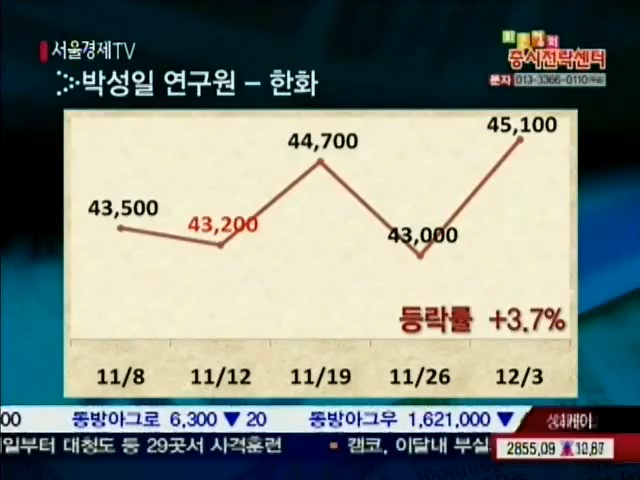 서울경제TV
증시전략센터
문자 013-3366-0110
박성일 연구원 – 한화
45,100
44,700
43,500
43,200
43,000
등락률 +3.7%
11/8 11/12 11/19 11/26 12/3
00 동방아그로 6,300 ▼ 20 동방아그우 1,621,000 ▼
일부터 대청도 등 29곳서 사격훈련 ▪ 캠코, 이달내 부실